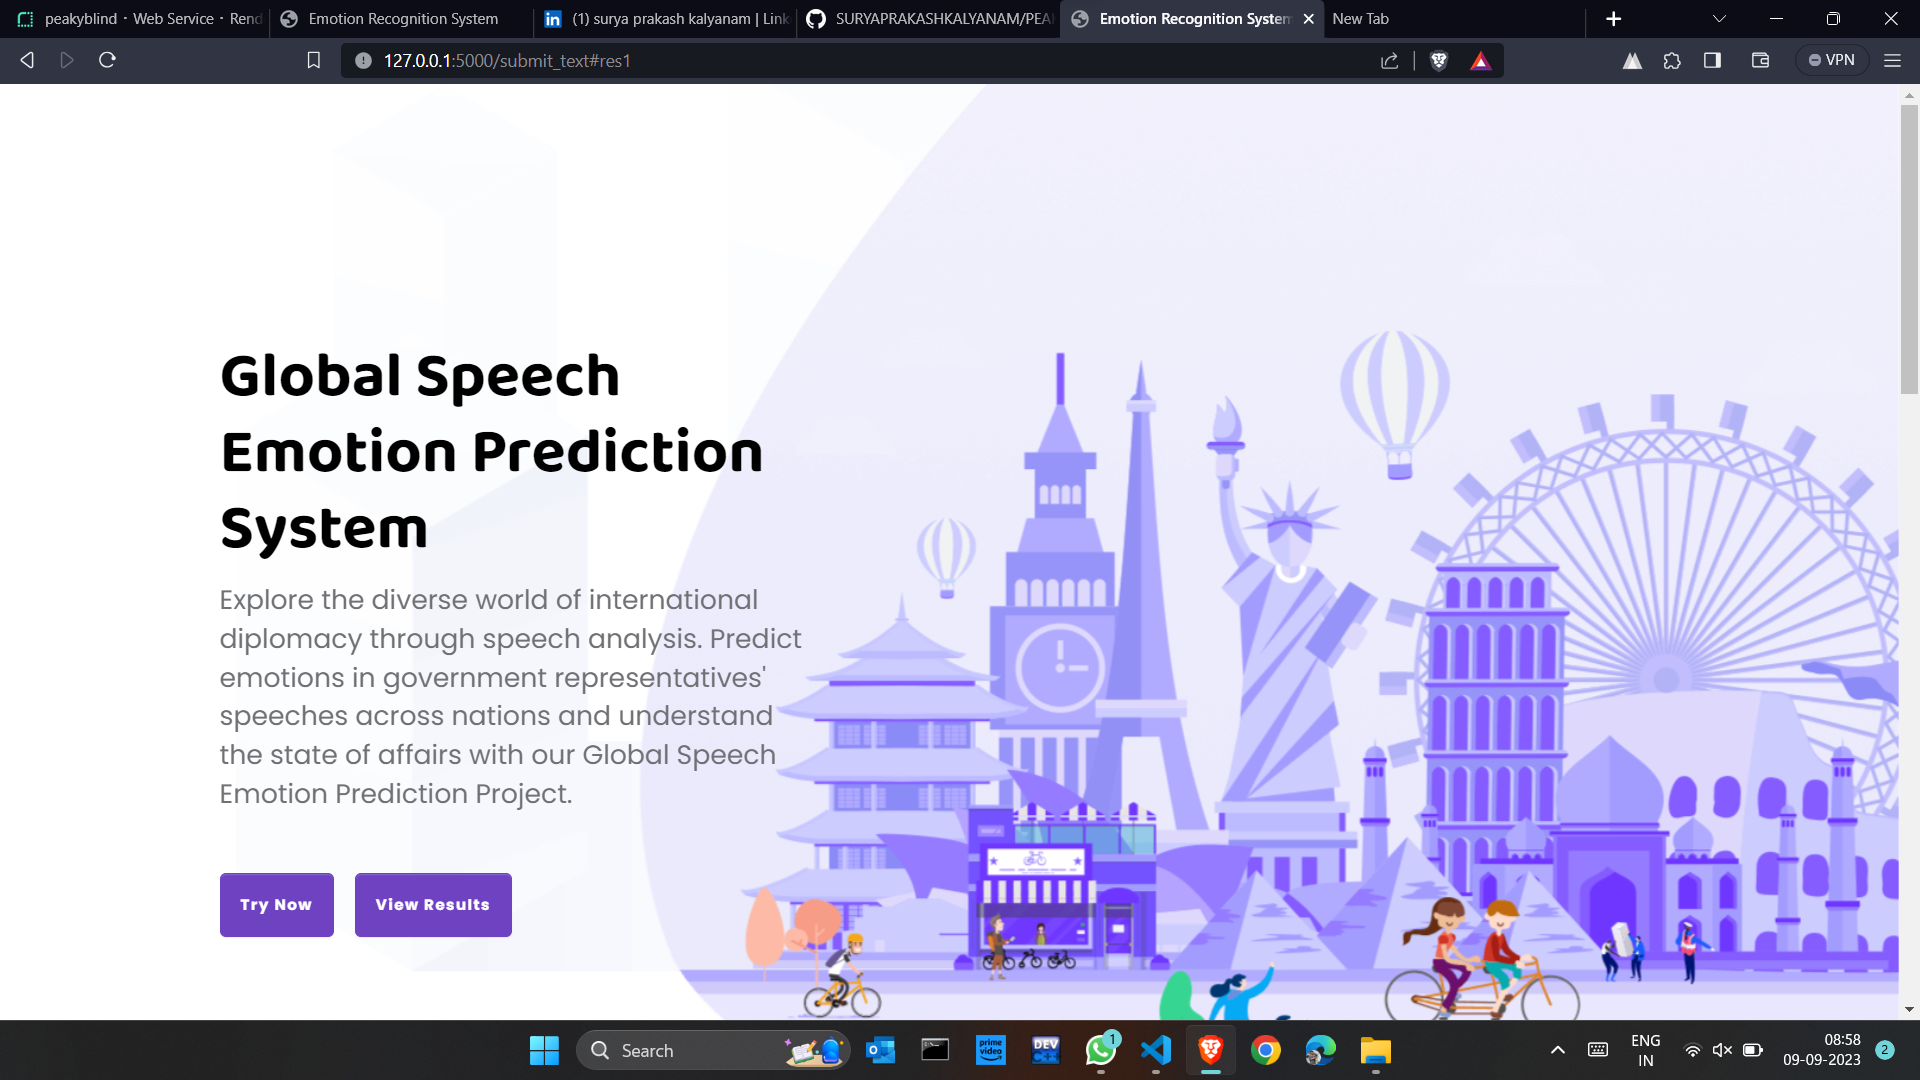 peakyblind · Web Service · Rend
Emotion Recognition System
(1) surya prakash kalyanam | Link
SURYAPRAKASHKALYANAM/PEA
Emotion Recognition System
New Tab
127.0.0.1:5000/submit_text#res1
VPN
Global Speech
Emotion Prediction
System
Explore the diverse world of international
diplomacy through speech analysis. Predict
emotions in government representatives'
speeches across nations and understand
the state of affairs with our Global Speech
Emotion Prediction Project.
Try Now
View Results
Search
prime video
DEV
C++
1
ENG
IN
08:58
09-09-2023
2